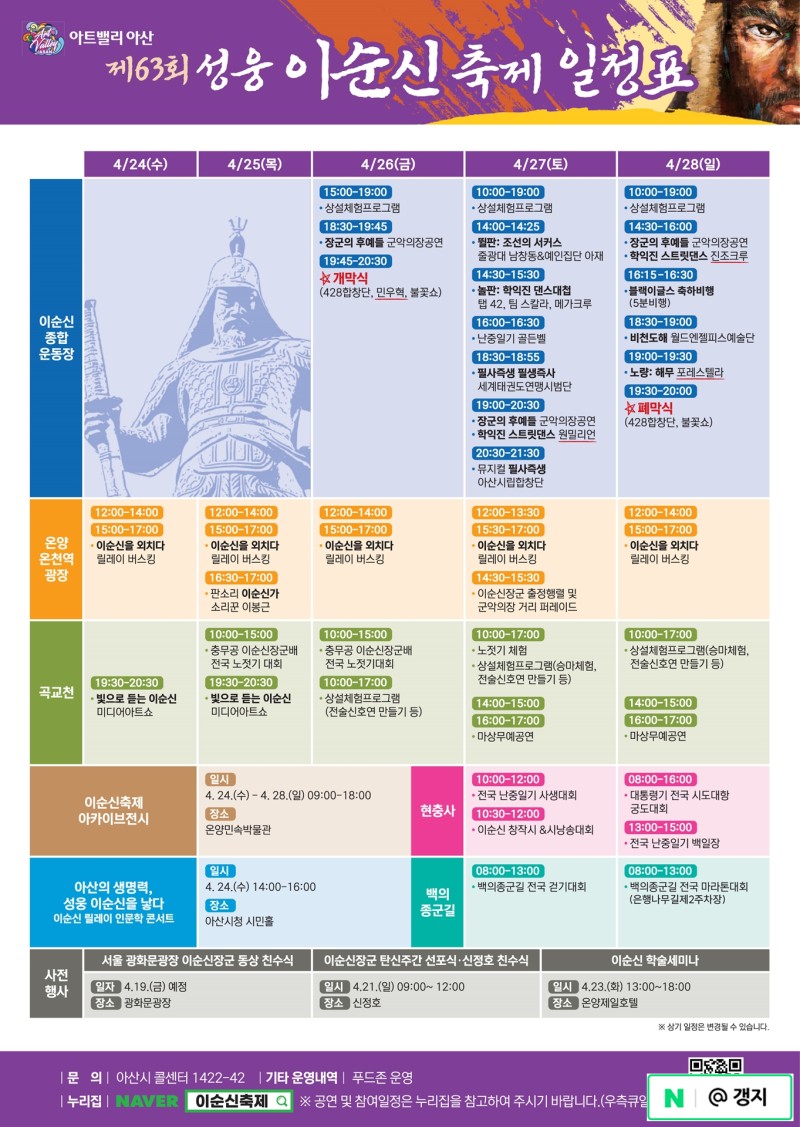 Art Valley ASAN
아트밸리 아산
제63회 성웅 이순신 축제 일정표
4/24(수) 4/25(목) 4/26(금) 4/27(토) 4/28(일)
이순신
종합
운동장
15:00-19:00
• 상설체험프로그램
18:30-19:45
• 장군의 후예들 군악의장공연
19:45-20:30
☆ 개막식
(428합창단, 민우혁, 불꽃쇼)
10:00-19:00
• 상설체험프로그램
14:00-14:25
• 펼판: 조선의 서커스
줄광대 남창동&예인집단 아재
14:30-15:30
• 놀판: 학익진 댄스대첩
탭 42, 팀 스칼라, 메가크루
16:00-16:30
• 난중일기 골든벨
18:30-18:55
• 필사즉생 필생즉사
세계태권도연맹시범단
19:00-20:30
• 장군의 후예들 군악의장공연
• 학익진 스트릿댄스 원밀리언
20:30-21:30
• 뮤지컬 필사즉생
아산시립합창단
10:00-19:00
• 상설체험프로그램
14:30-16:00
• 장군의 후예들 군악의장공연
• 학익진 스트릿댄스 진조크루
16:15-16:30
• 블랙이글스 축하비행
(5분비행)
18:30-19:00
• 비천도해 월드엔젤피스예술단
19:00-19:30
• 노량: 해무 포레스텔라
19:30-20:00
☆ 폐막식
(428합창단, 불꽃쇼)
온양
온천역
광장
12:00-14:00
15:00-17:00
• 이순신을 외치다
릴레이 버스킹
12:00-14:00
15:00-17:00
• 이순신을 외치다
릴레이 버스킹
16:30-17:00
• 판소리 이순신가
소리꾼 이봉근
12:00-14:00
15:00-17:00
• 이순신을 외치다
릴레이 버스킹
12:00-13:30
15:30-17:00
• 이순신을 외치다
릴레이 버스킹
14:30-15:30
• 이순신장군 출정행렬 및
군악의장 거리 퍼레이드
12:00-14:00
15:00-17:00
• 이순신을 외치다
릴레이 버스킹
곡교천
19:30-20:30
• 빛으로 듣는 이순신
미디어아트쇼
10:00-15:00
• 충무공 이순신장군배
전국 노젓기 대회
19:30-20:30
• 빛으로 듣는 이순신
미디어아트쇼
10:00-15:00
• 충무공 이순신장군배
전국 노젓기대회
10:00-17:00
• 상설체험프로그램
(전술신호연 만들기 등)
10:00-17:00
• 노젓기 체험
• 상설체험프로그램(승마체험,
전술신호연 만들기 등)
14:00-15:00
16:00-17:00
• 마상무예공연
10:00-17:00
• 상설체험프로그램(승마체험,
전술신호연 만들기 등)
14:00-15:00
16:00-17:00
• 마상무예공연
이순신축제
아카이브전시
일시
4. 24.(수) - 4. 28.(일) 09:00-18:00
장소
온양민속박물관
현충사
10:00-12:00
• 전국 난중일기 사생대회
10:30-12:00
• 이순신 창작시 &시낭송대회
08:00-16:00
• 대통령기 전국 시도대항
궁도대회
13:00-15:00
• 전국 난중일기 백일장
아산의 생명력,
성웅 이순신을 낳다
이순신 릴레이 인문학 콘서트
일시
4. 24.(수) 14:00-16:00
장소
아산시청 시민홀
백의
종군길
08:00-13:00
• 백의종군길 전국 걷기대회
08:00-13:00
• 백의종군길 전국 마라톤대회
(은행나무길제2주차장)
사전
행사
서울 광화문광장 이순신장군 동상 친수식
일자 4.19.(금) 예정
장소 광화문광장
이순신장군 탄신주간 선포식·신정호 친수식
일시 4.21.(일) 09:00~ 12:00
장소 신정호
이순신 학술세미나
일시 4.23.(화) 13:00~18:00
장소 온양제일호텔
※ 상기 일정은 변경될 수 있습니다.
| 문 의 | 아산시 콜센터 1422-42 | 기타 운영내역 | 푸드존 운영
| 누리집 | NAVER 이순신축제 ※ 공연 및 참여일정은 누리집을 참고하여 주시기 바랍니다.(우측큐알
N @ 갱지